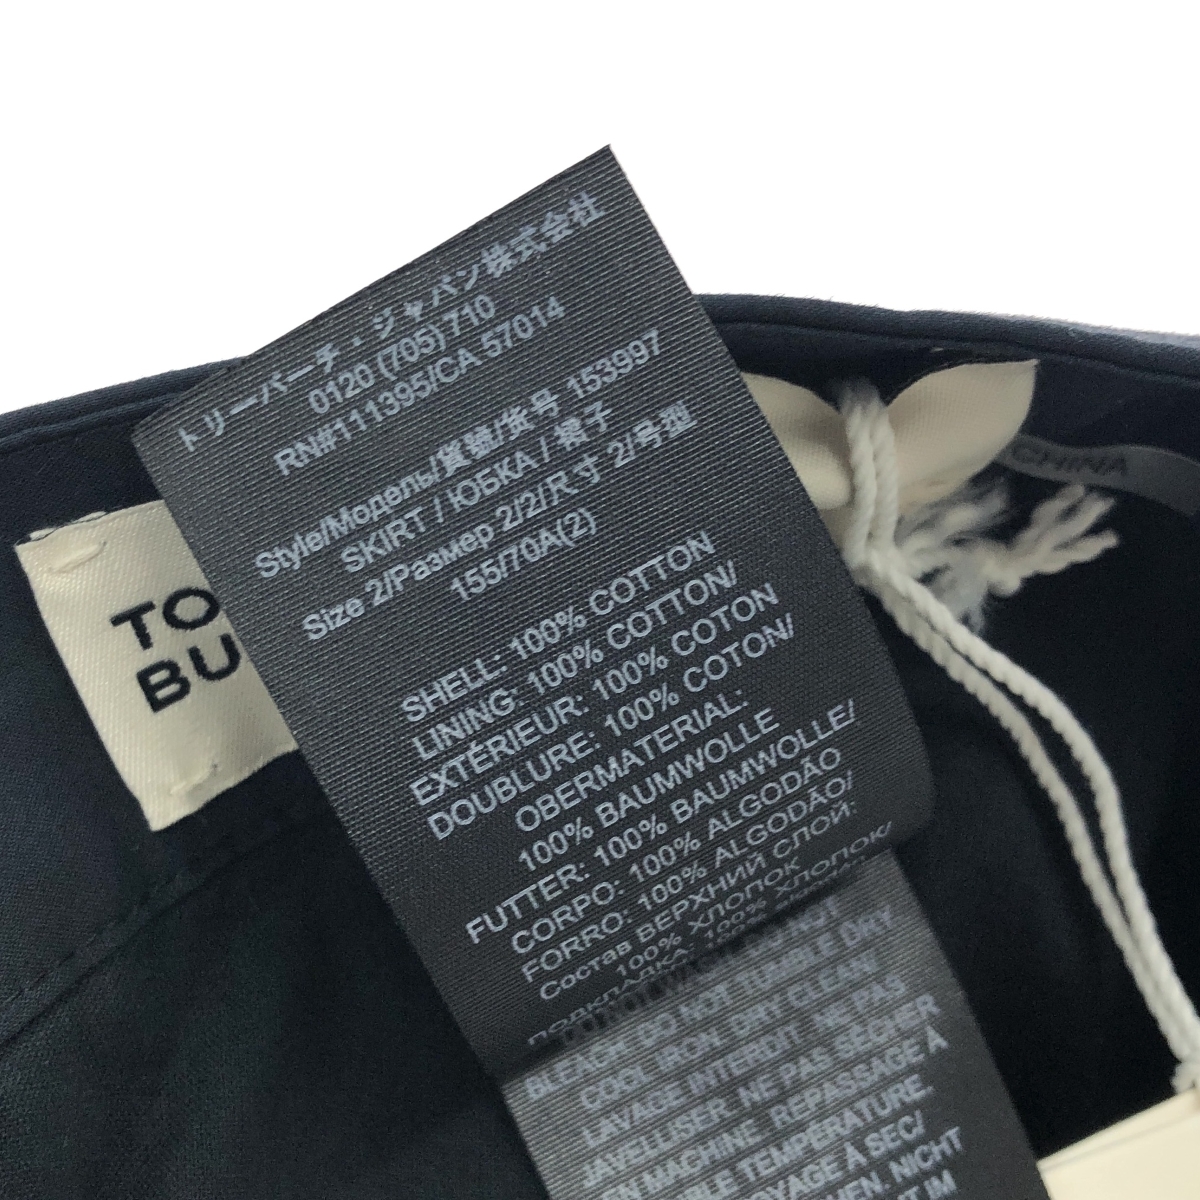 トリーバーチ・ジャパン株式会社
0120 (705) 710
RN#111395/CA 57014
Style/Модель/貨號/货号 153997
SKIRT / ЮБКА / 裙子
Size 2/Размер 2/2/尺寸 2/号型
155/70A(2)
SHELL: 100% COTTON
LINING: 100% COTTON/
EXTÉRIEUR: 100% COTON
DOUBLURE: 100% COTON/
OBERMATERIAL:
100% BAUMWOLLE
FUTTER: 100% BAUMWOLLE/
CORPO: 100% ALGODÃO
FORRO: 100% ALGODÃO/
Состав ВЕРХНИЙ СЛОЙ:
100% ХЛОПОК
ПОДКЛАДКА: 100% ХЛОПОК/
TO
BU
CHINA
BLEACH DO NOT TUMBLE DRY
COOL IRON, DRY CLEAN/
LAVAGE INTERDIT. NE PAS
JAVELLISER. NE PAS SÉCHER
EN MACHINE. REPASSAGE À
TEMPÉRATURE.
À SEC/
NICHT